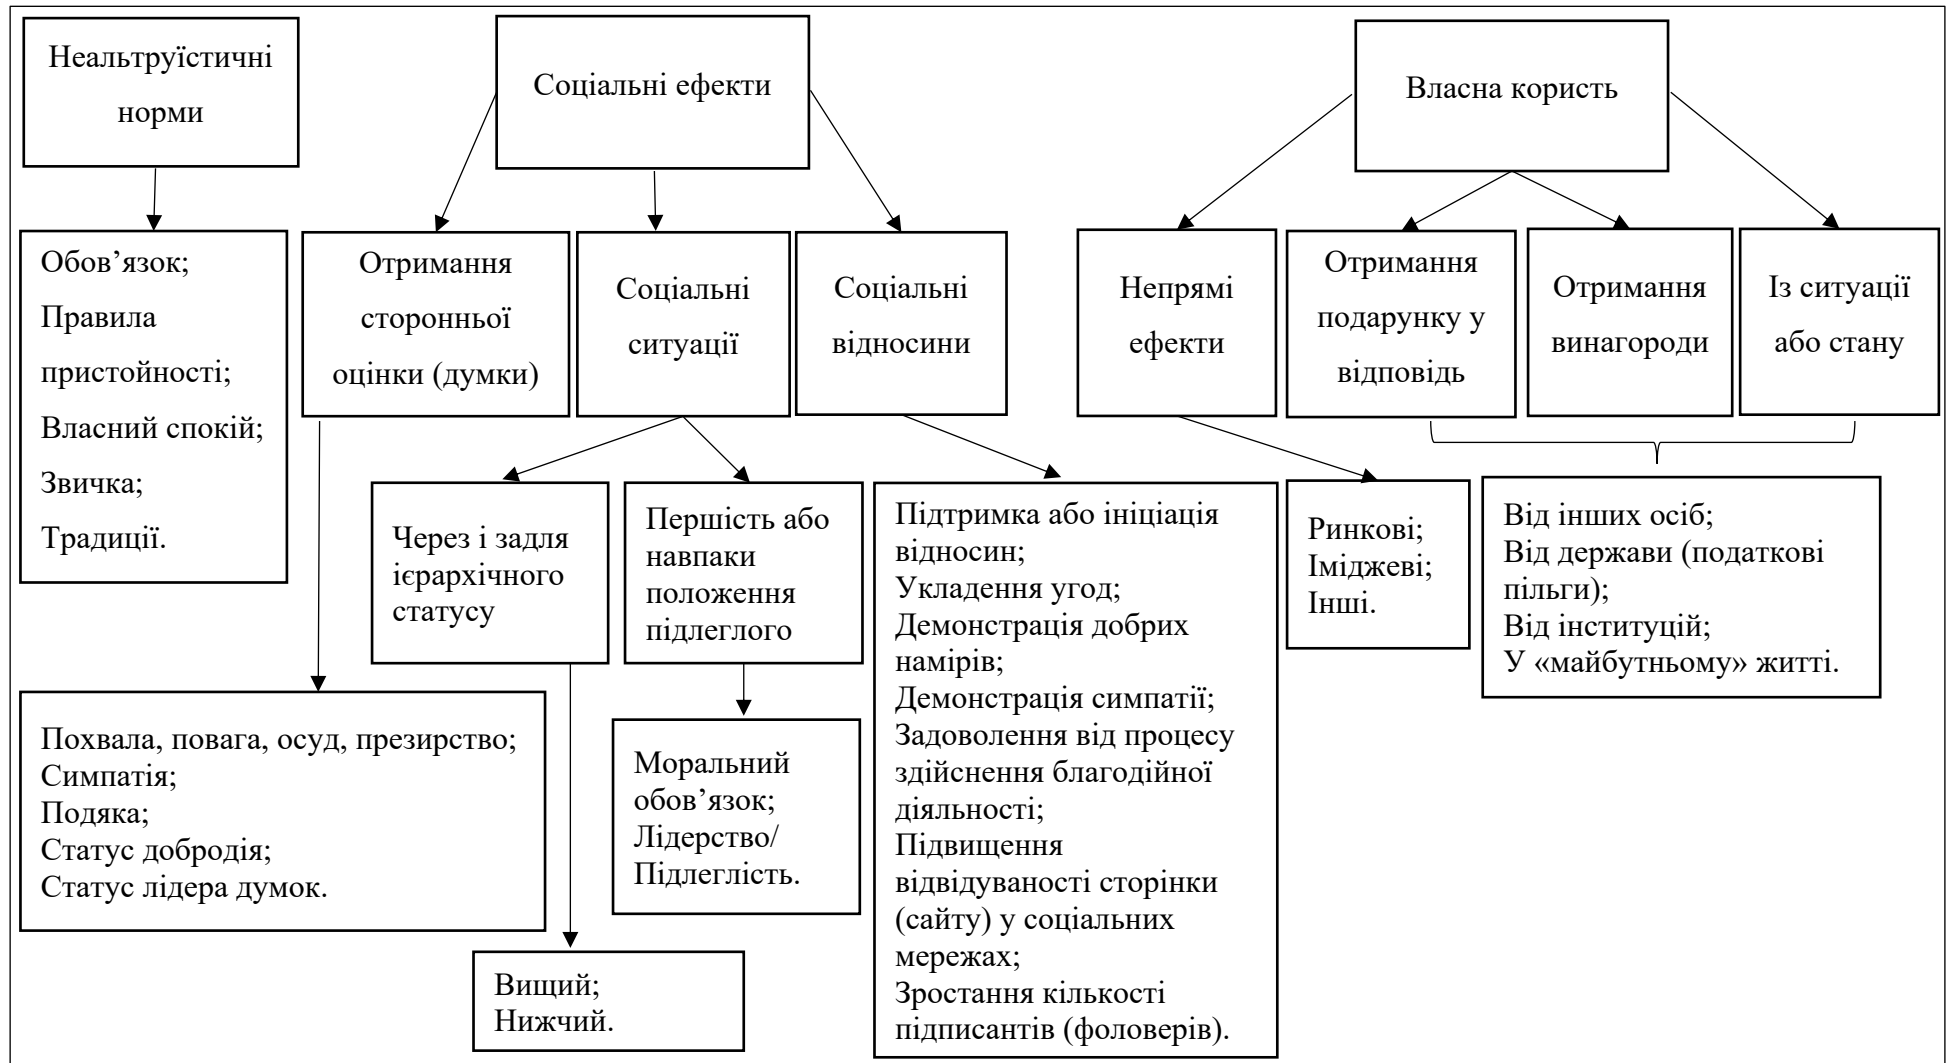 Неальтруїстичні
норми
Соціальні ефекти
Власна користь
Обов’язок;
Правила
пристойності;
Власний спокій;
Звичка;
Традиції.
Отримання
сторонньої
оцінки (думки)
Соціальні
ситуації
Соціальні
відносини
Непрямі
ефекти
Отримання
подарунку у
відповідь
Отримання
винагороди
Із ситуації
або стану
Через і задля
ієрархічного
статусу
Першість або
навпаки
положення
підлеглого
Підтримка або ініціація
відносин;
Укладення угод;
Демонстрація добрих
намірів;
Демонстрація симпатії;
Задоволення від процесу
здійснення благодійної
діяльності;
Підвищення
відвідуваності сторінки
(сайту) у соціальних
мережах;
Зростання кількості
підписантів (фоловерів).
Ринкові;
Іміджеві;
Інші.
Від інших осіб;
Від держави (податкові
пільги);
Від інституцій;
У «майбутньому» житті.
Похвала, повага, осуд, презирство;
Симпатія;
Подяка;
Статус добродія;
Статус лідера думок.
Моральний
обов’язок;
Лідерство/
Підлеглість.
Вищий;
Нижчий.